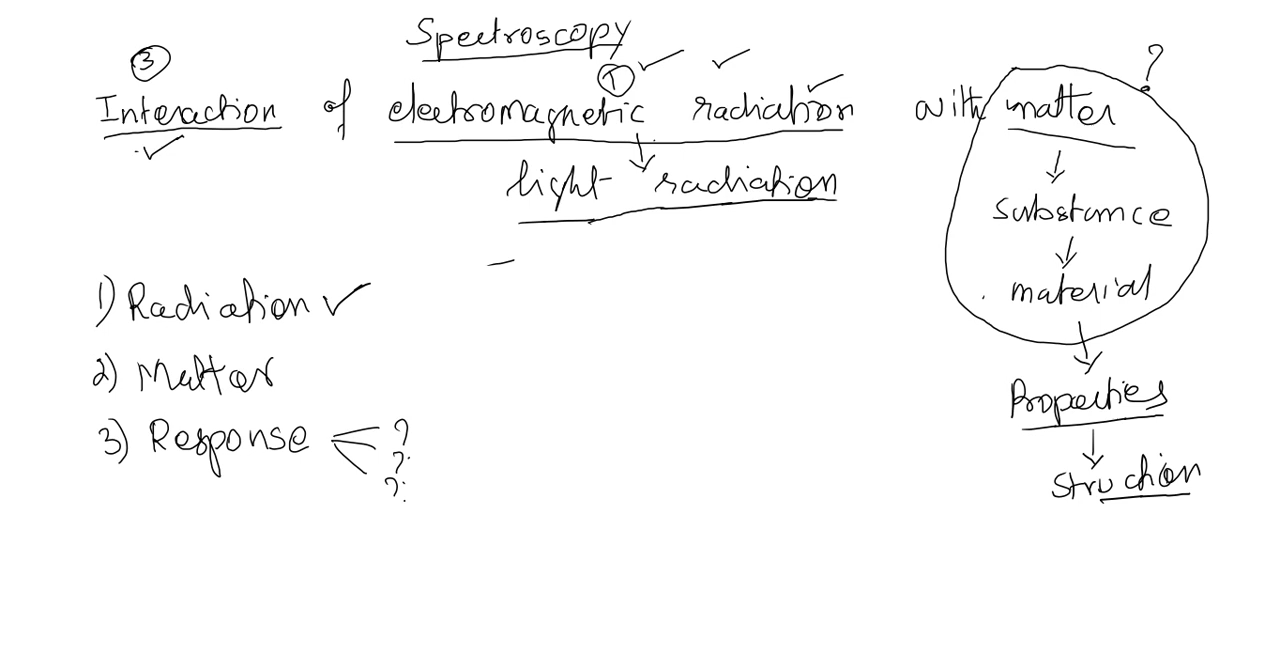 Spectroscopy
③ ① ?
Interaction of electromagnetic radiation with matter
light radiation
substance
material
1) Radiation
2) Matter
3) Response ?
?
?
Properties
Struction